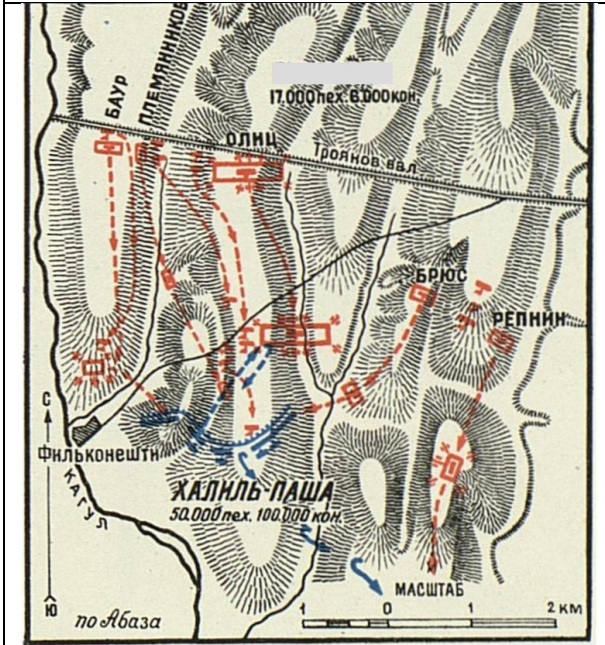 БАУР
ПЛЕМЯННИКОВ
17.000 пех. 6.000 кон.
ОЛИЦ
Троянов вал
БРЮС
РЕПНИН
С
Фильконешти
КАГУЛ
ХАЛИЛЬ-ПАША
50.000 пех. 100.000 кон.
Ю
по Абаза
МАСШТАБ
1 0 1 2 км